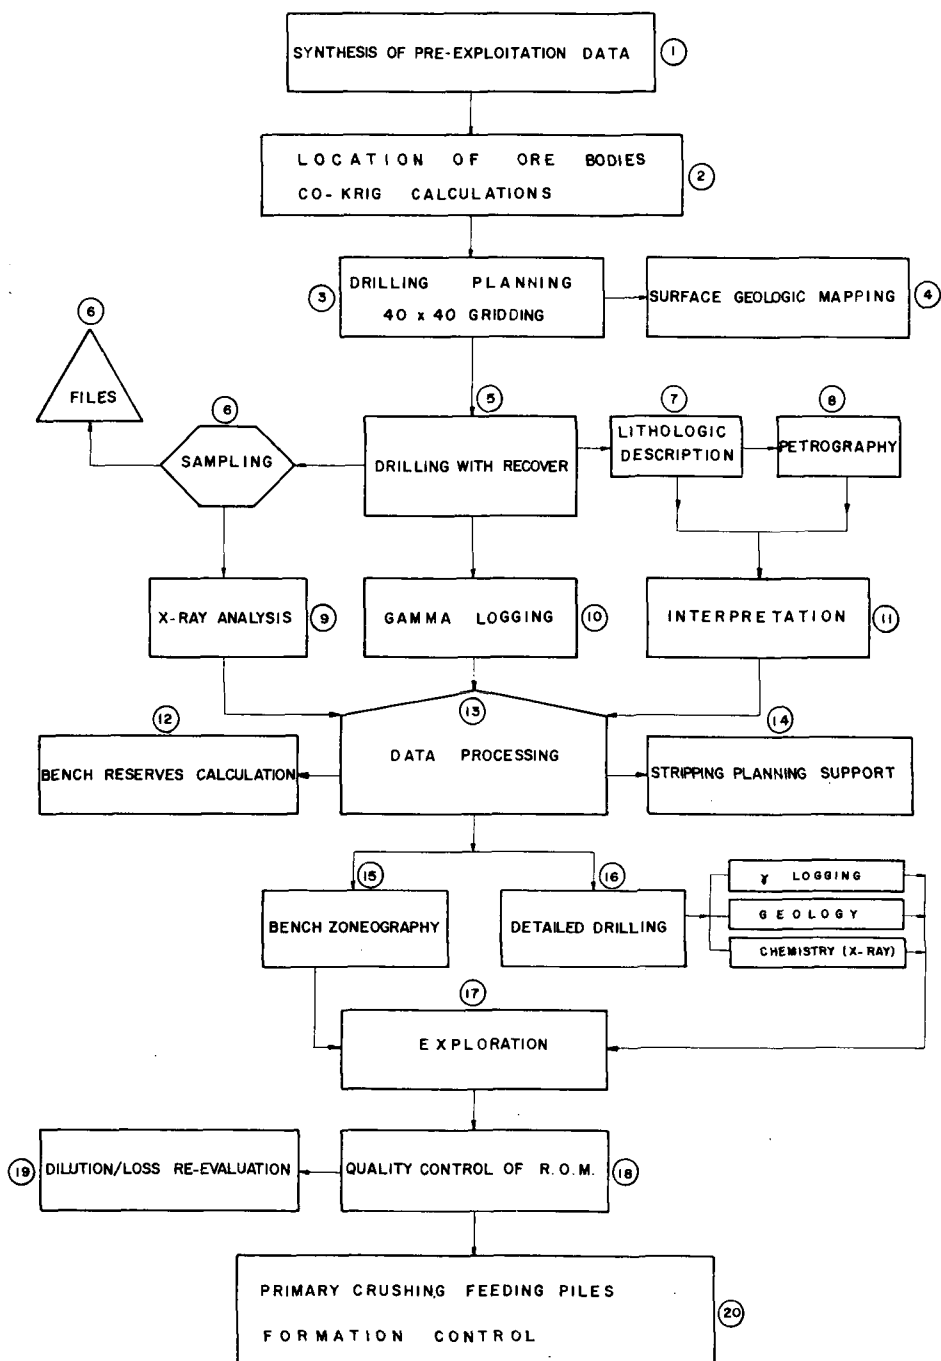 SYNTHESIS OF PRE-EXPLOITATION DATA
1
LOCATION OF ORE BODIES
CO-KRIG CALCULATIONS
2
DRILLING PLANNING
40 x 40 GRIDDING
3
SURFACE GEOLOGIC MAPPING
4
6
FILES
6
SAMPLING
5
DRILLING WITH RECOVER
7
LITHOLOGIC
DESCRIPTION
8
PETROGRAPHY
X-RAY ANALYSIS
9
GAMMA LOGGING
10
INTERPRETATION
11
12
BENCH RESERVES CALCULATION
13
DATA PROCESSING
14
STRIPPING PLANNING SUPPORT
15
BENCH ZONEOGRAPHY
16
DETAILED DRILLING
γ LOGGING
GEOLOGY
CHEMISTRY (X-RAY)
17
EXPLORATION
19
DILUTION/LOSS RE-EVALUATION
QUALITY CONTROL OF R.O.M.
18
PRIMARY CRUSHING FEEDING PILES
FORMATION CONTROL
20